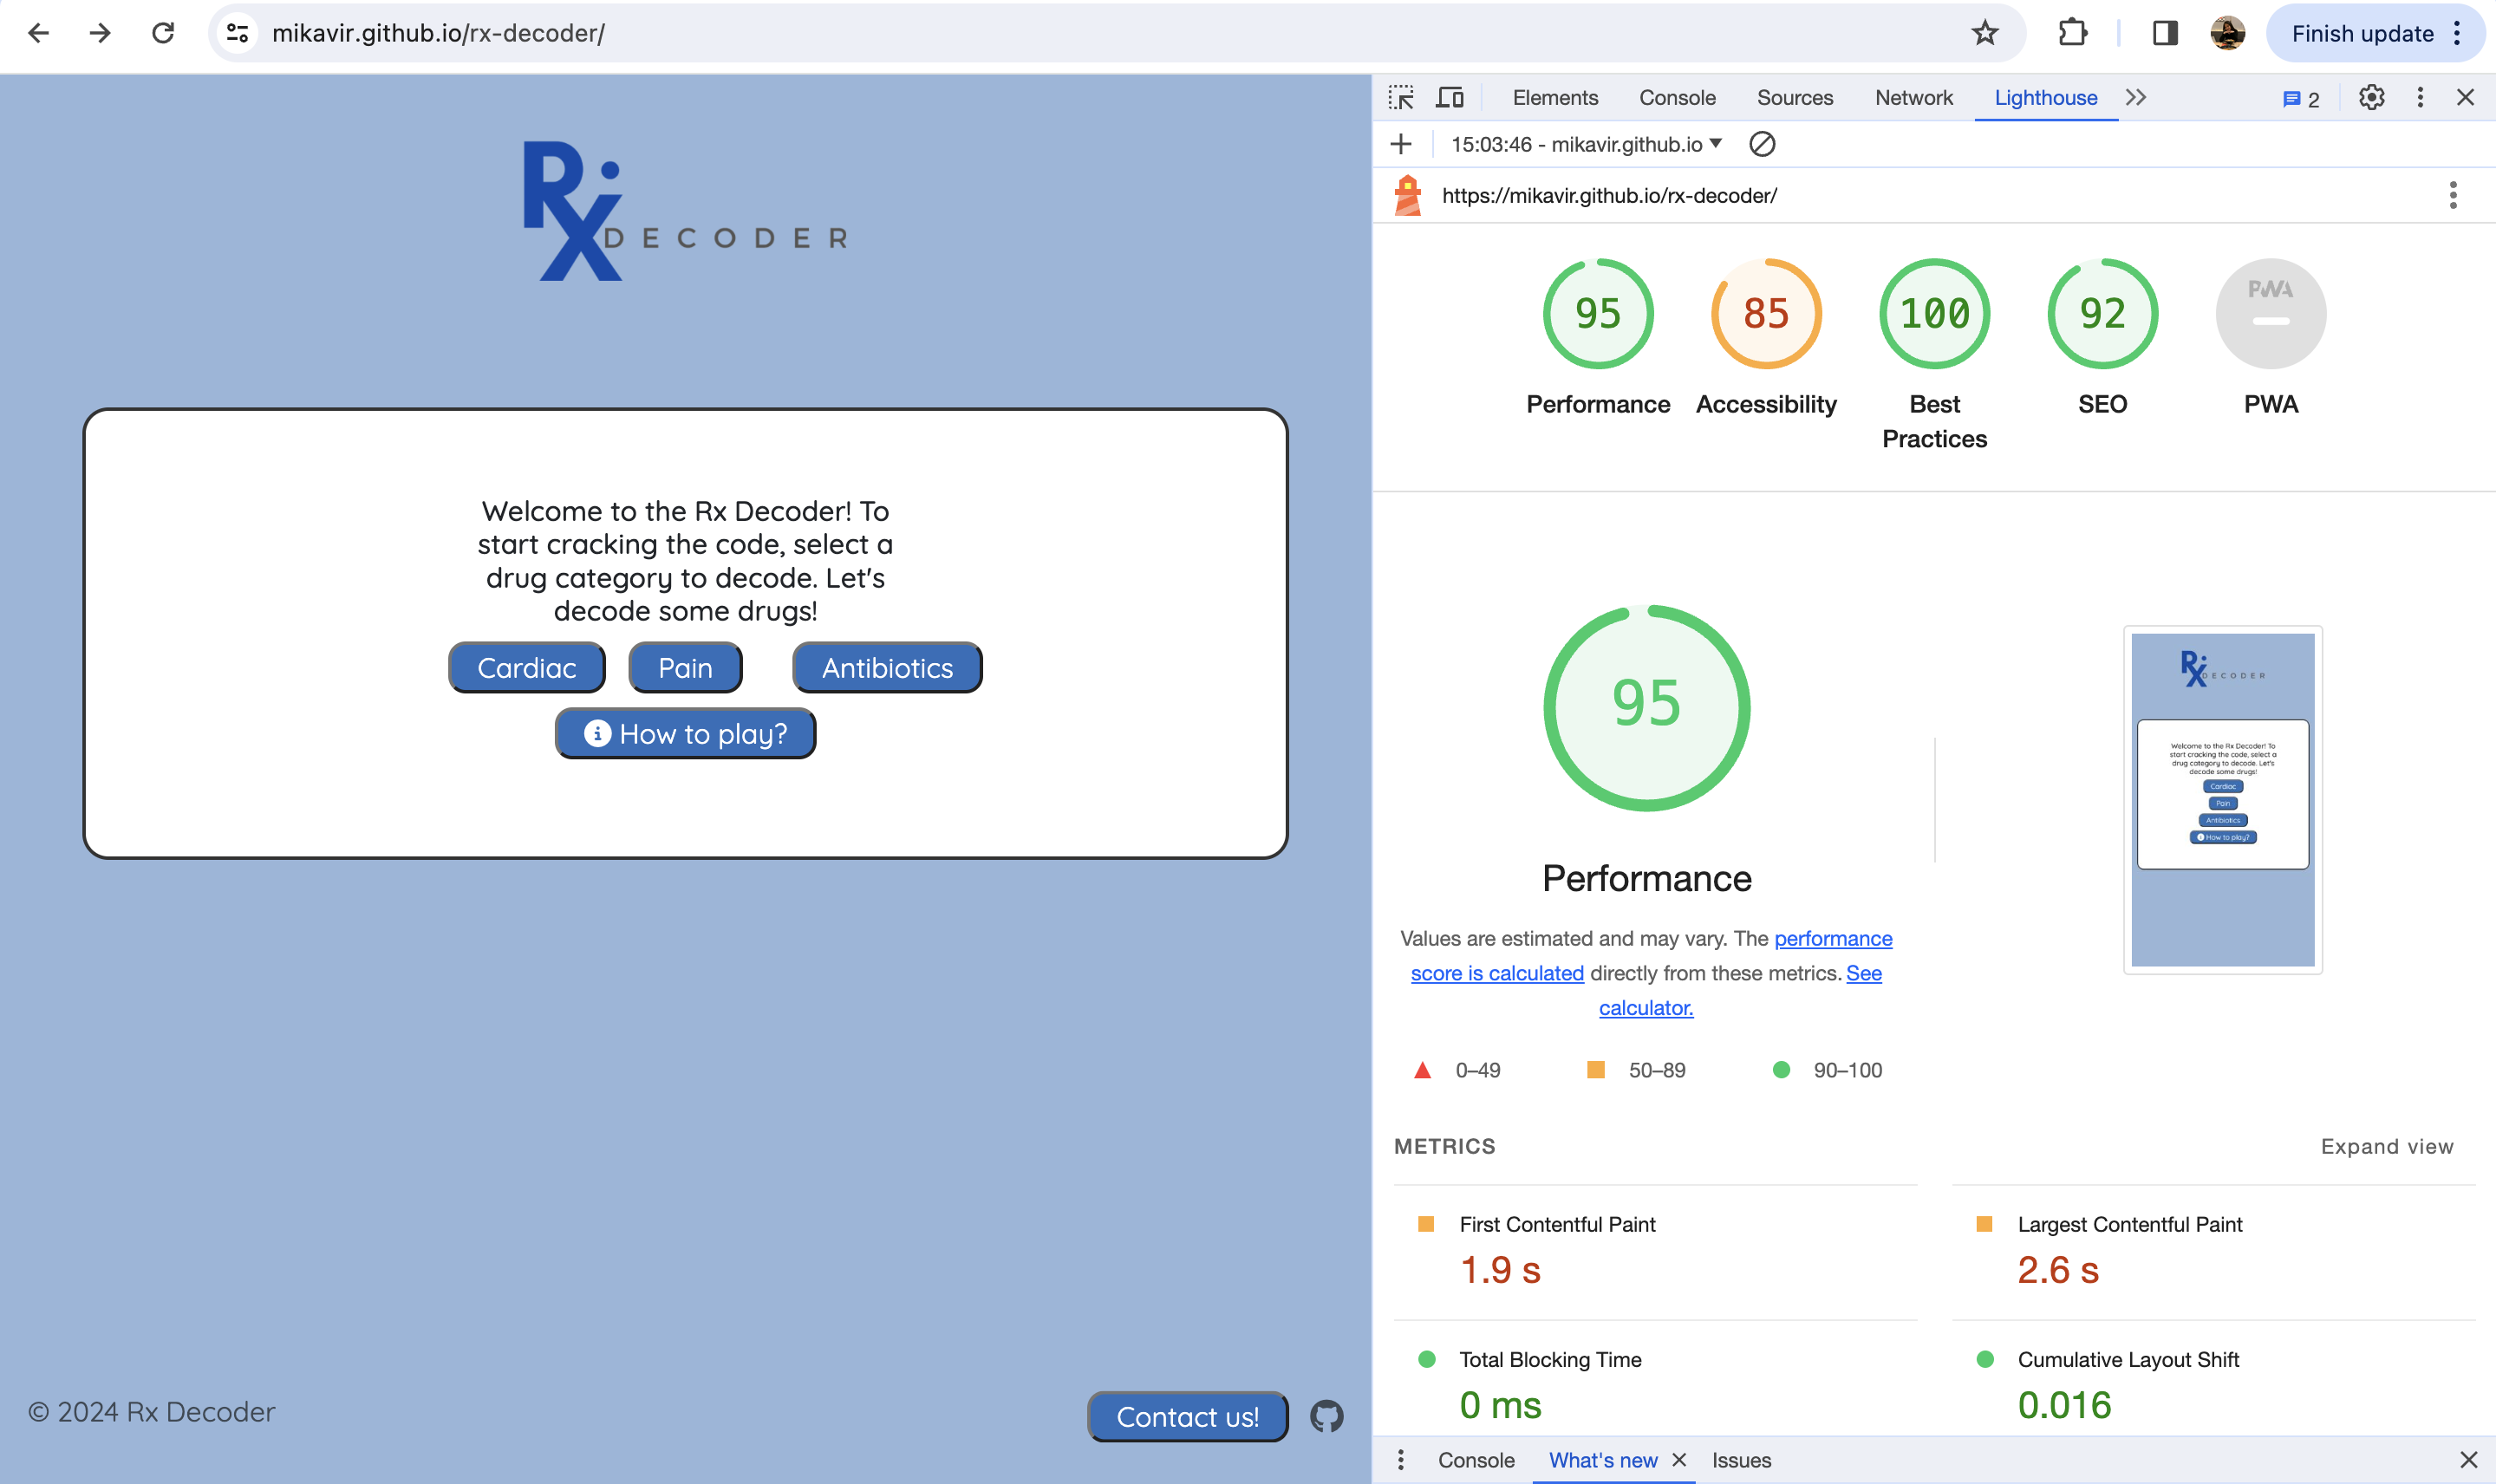 mikavir.github.io/rx-decoder/
Finish update
Rx
DECODER
Welcome to the Rx Decoder! To
start cracking the code, select a
drug category to decode. Let's
decode some drugs!
Cardiac
Pain
Antibiotics
How to play?
© 2024 Rx Decoder
Contact us!
Elements
Console
Sources
Network
Lighthouse
2
15:03:46 - mikavir.github.io
https://mikavir.github.io/rx-decoder/
95
Performance
85
Accessibility
100
Best
Practices
92
SEO
PWA
PWA
95
Performance
Values are estimated and may vary. The performance
score is calculated directly from these metrics. See
calculator.
0–49
50–89
90–100
Rx
DECODER
Welcome to the Rx Decoder! To
start cracking the code, select a
drug category to decode. Let's
decode some drugs!
Cardiac
Pain
Antibiotics
How to play?
METRICS
Expand view
First Contentful Paint
1.9 s
Largest Contentful Paint
2.6 s
Total Blocking Time
0 ms
Cumulative Layout Shift
0.016
Console
What's new
Issues